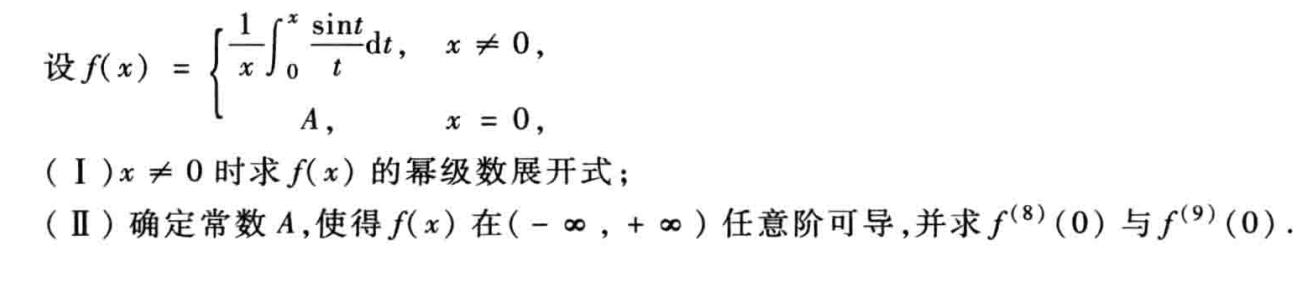 设 f(x) = { 1/x ∫₀ˣ sint/t dt, x ≠ 0,
A, x = 0,
(Ⅰ)x ≠ 0 时求 f(x) 的幂级数展开式;
(Ⅱ) 确定常数 A,使得 f(x) 在(- ∞ , + ∞ ) 任意阶可导,并求 f⁽⁸⁾(0) 与 f⁽⁹⁾(0).